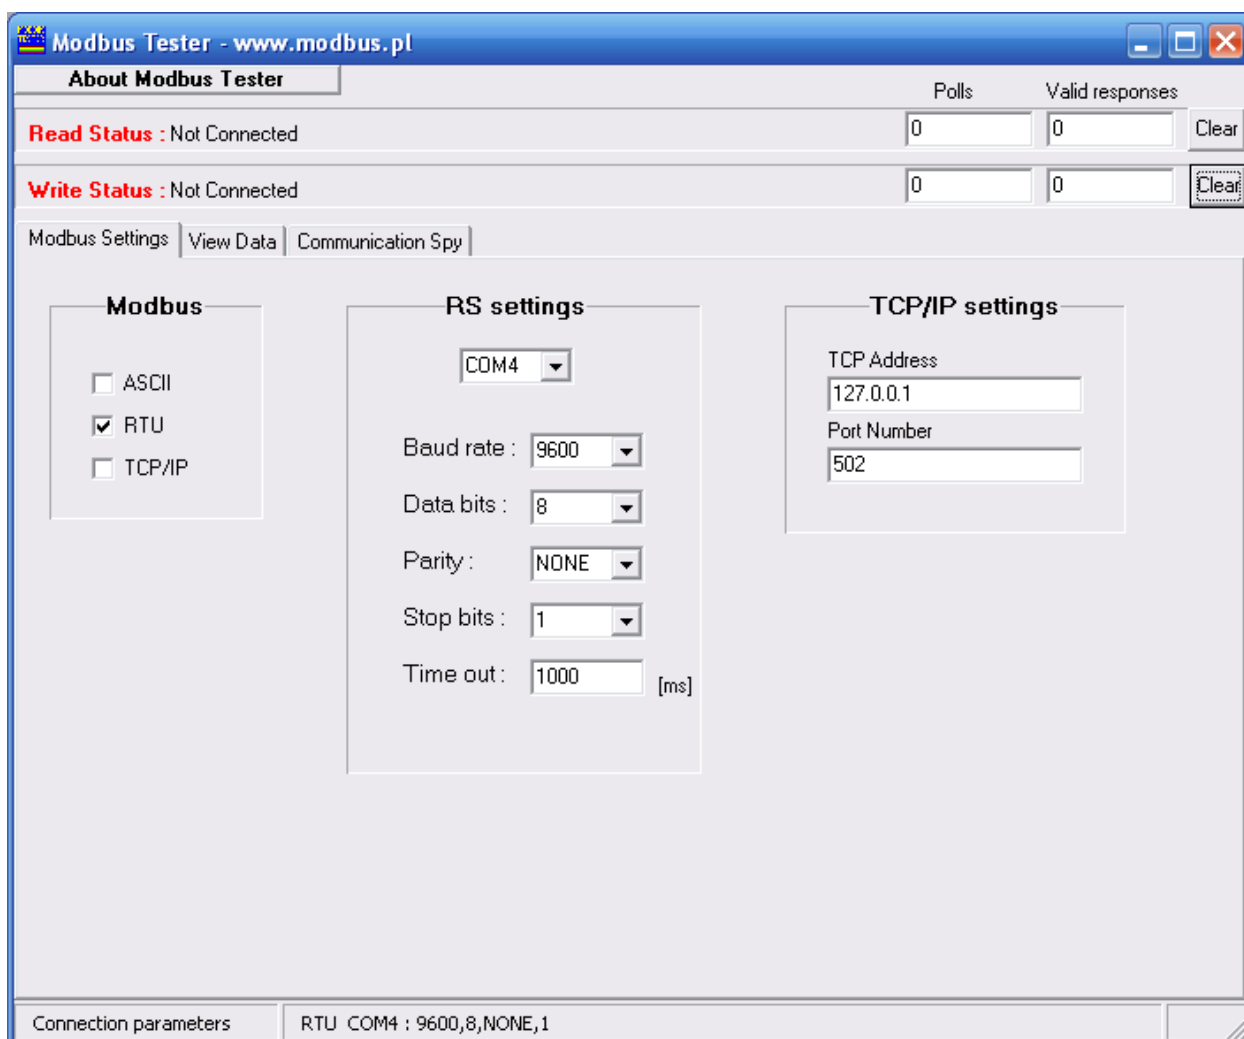 Modbus Tester - www.modbus.pl
About Modbus Tester
Polls Valid responses
Read Status : Not Connected 0 0 Clear
Write Status : Not Connected 0 0 Clear
Modbus Settings View Data Communication Spy
Modbus RS settings TCP/IP settings
COM4 TCP Address
ASCII 127.0.0.1
RTU Port Number
Baud rate : 9600
TCP/IP 502
Data bits : 8
Parity : NONE
Stop bits : 1
Time out : 1000 [ms]
Connection parameters RTU COM4 : 9600,8,NONE,1